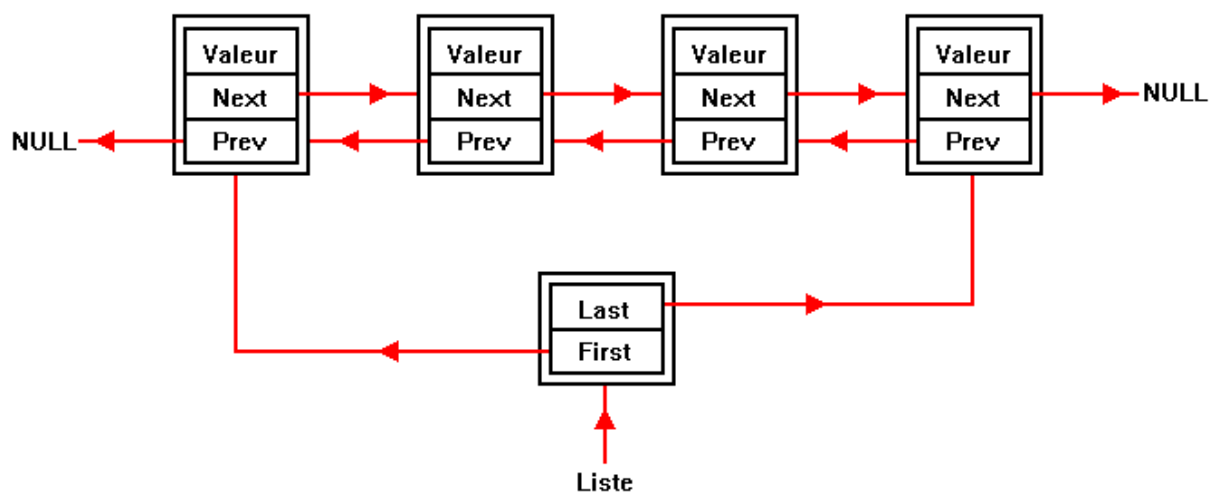 Valeur Valeur Valeur Valeur
Next Next Next Next NULL
NULL Prev Prev Prev Prev
Last
First
Liste